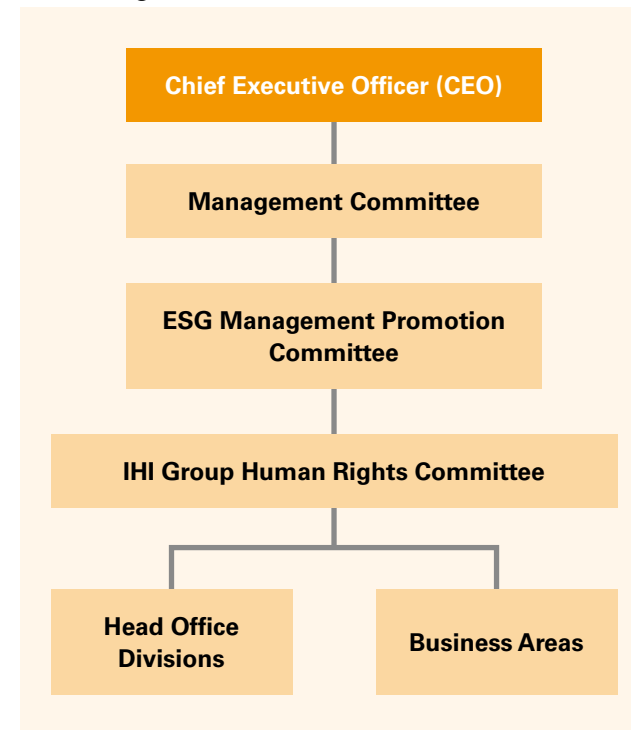 Chief Executive Officer (CEO)
Management Committee
ESG Management Promotion
Committee
IHI Group Human Rights Committee
Head Office
Divisions
Business Areas